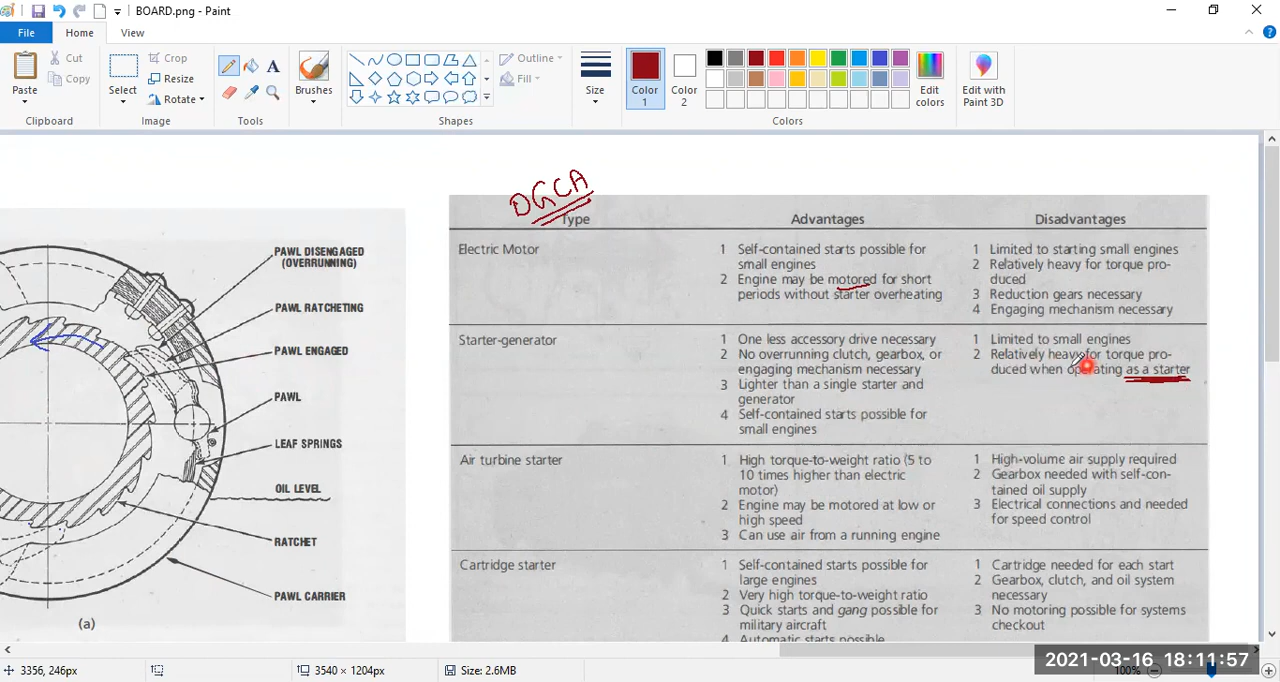 BOARD.png - Paint
File
Home
View
Paste
Cut
Copy
Clipboard
Select
Crop
Resize
Rotate
Image
A
Tools
Brushes
Shapes
Outline
Fill
Size
Color
1
Color
2
Edit
colors
Colors
Edit with
Paint 3D
PAWL DISENGAGED
(OVERRUNNING)
PAWL RATCHETING
PAWL ENGAGED
PAWL
LEAF SPRINGS
OIL LEVEL
RATCHET
PAWL CARRIER
(a)
DGCA
Type
Advantages
Disadvantages
Electric Motor
1 Self-contained starts possible for
small engines
2 Engine may be motored for short
periods without starter overheating
1 Limited to starting small engines
2 Relatively heavy for torque pro-
duced
3 Reduction gears necessary
4 Engaging mechanism necessary
Starter-generator
1 One less accessory drive necessary
2 No overrunning clutch, gearbox, or
engaging mechanism necessary
3 Lighter than a single starter and
generator
4 Self-contained starts possible for
small engines
1 Limited to small engines
2 Relatively heavy for torque pro-
duced when operating as a starter
Air turbine starter
1 High torque-to-weight ratio (5 to
10 times higher than electric
motor)
2 Engine may be motored at low or
high speed
3 Can use air from a running engine
1 High-volume air supply required
2 Gearbox needed with self-con-
tained oil supply
3 Electrical connections and needed
for speed control
Cartridge starter
1 Self-contained starts possible for
large engines
2 Very high torque-to-weight ratio
3 Quick starts and gang possible for
military aircraft
4 Automatic starts possible
1 Cartridge needed for each start
2 Gearbox, clutch, and oil system
necessary
3 No motoring possible for systems
checkout
3356, 246px
3540 × 1204px
Size: 2.6MB
100%
2021-03-16 18:11:57